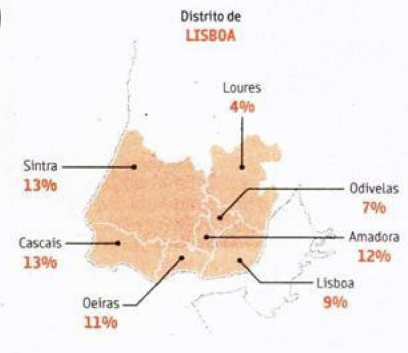 Distrito de
LISBOA
Loures
4%
Sintra
13%
Odivelas
7%
Cascais
13%
Amadora
12%
Lisboa
9%
Oeiras
11%